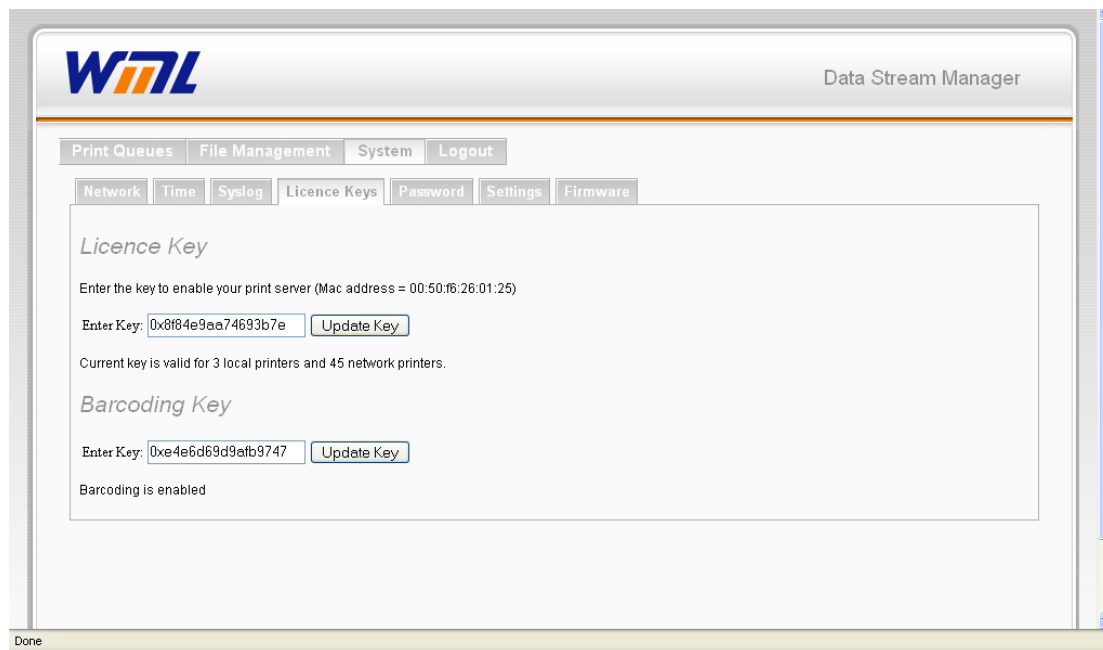 WML
Data Stream Manager
Print Queues File Management System Logout
Network Time Syslog Licence Keys Password Settings Firmware
Licence Key
Enter the key to enable your print server (Mac address = 00:50:f6:26:01:25)
Enter Key: 0x8f84e9aa74693b7e Update Key
Current key is valid for 3 local printers and 45 network printers.
Barcoding Key
Enter Key: 0xe4e6d69d9afb9747 Update Key
Barcoding is enabled
Done